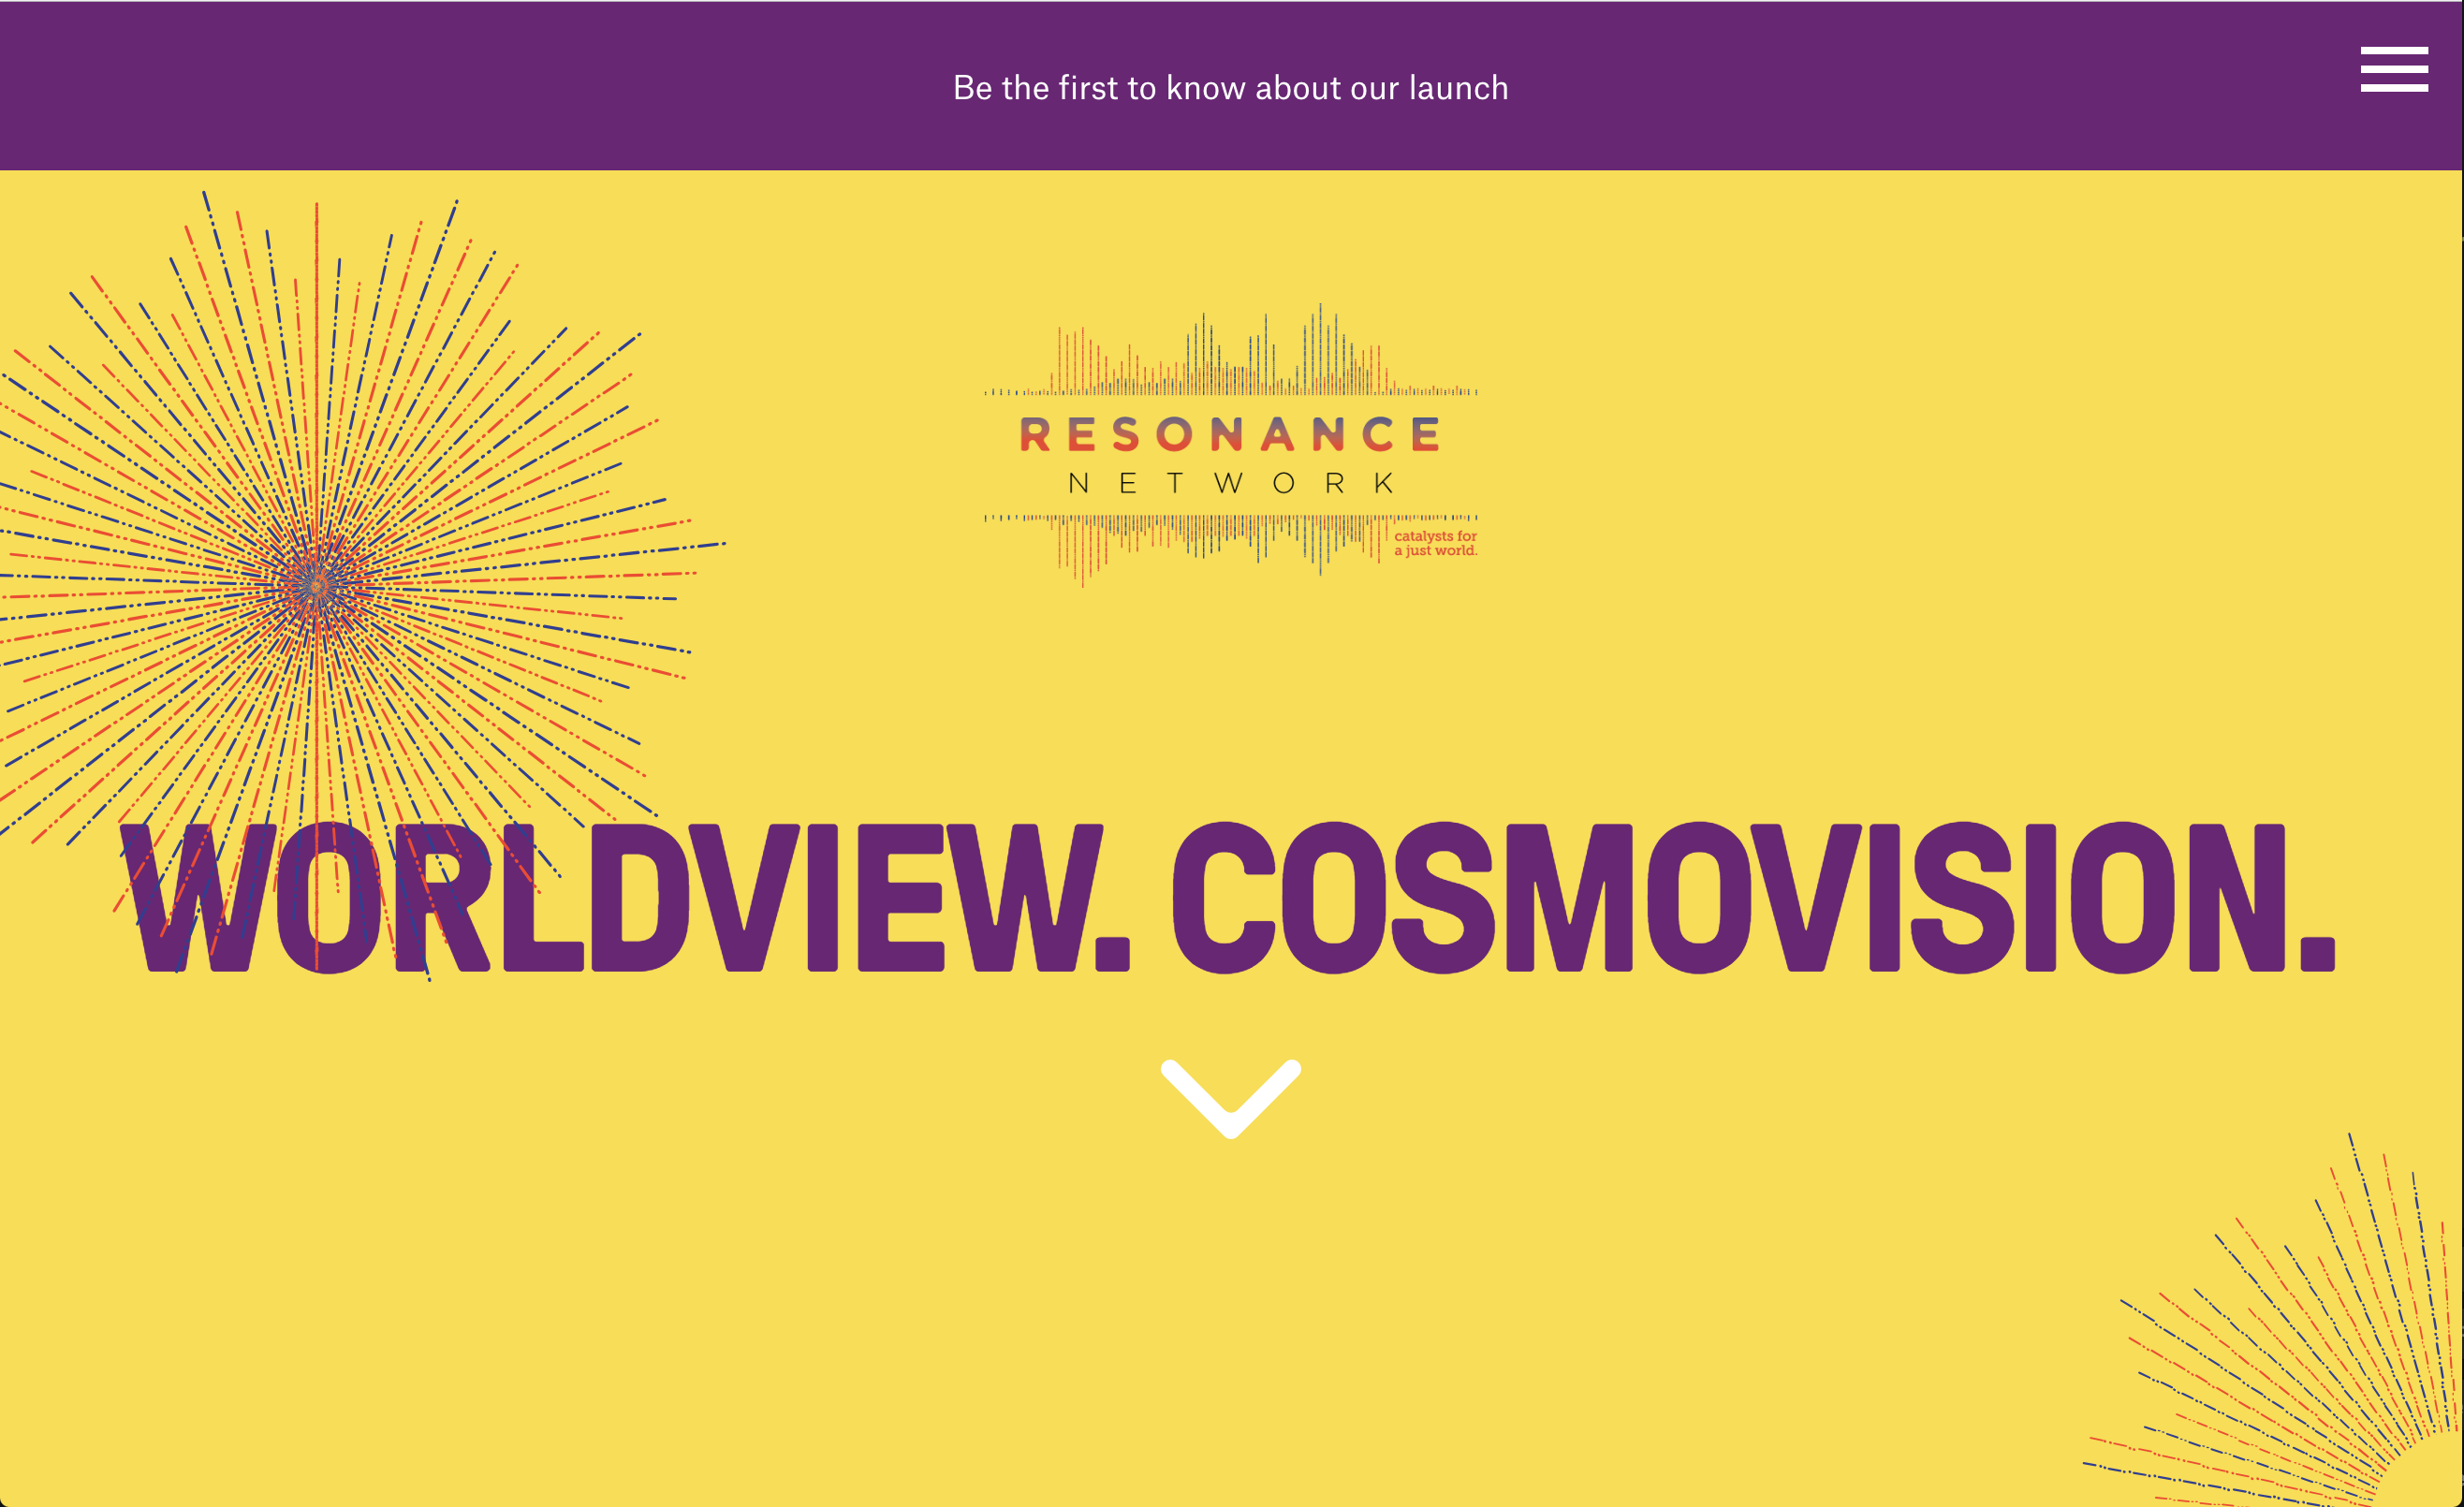 Be the first to know about our launch
RESONANCE
NETWORK
catalysts for
a just world.
WORLDVIEW. COSMOVISION.